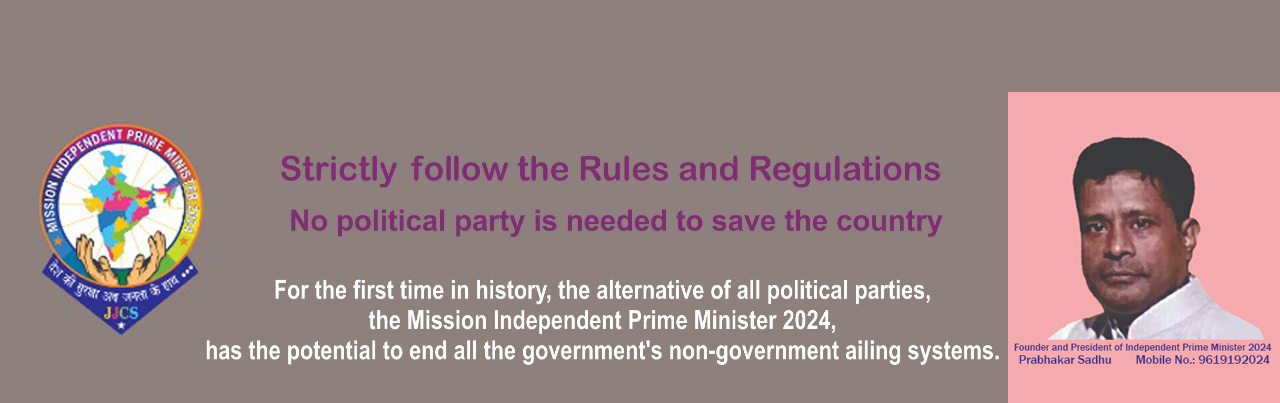 MISSION INDEPENDENT PRIME MINISTER 2024
देश की सुरक्षा अब जनता के हाथ •••
JJCS
Strictly follow the Rules and Regulations
No political party is needed to save the country
For the first time in history, the alternative of all political parties,
the Mission Independent Prime Minister 2024,
has the potential to end all the government's non-government ailing systems.
Founder and President of Independent Prime Minister 2024
Prabhakar Sadhu Mobile No.: 9619192024